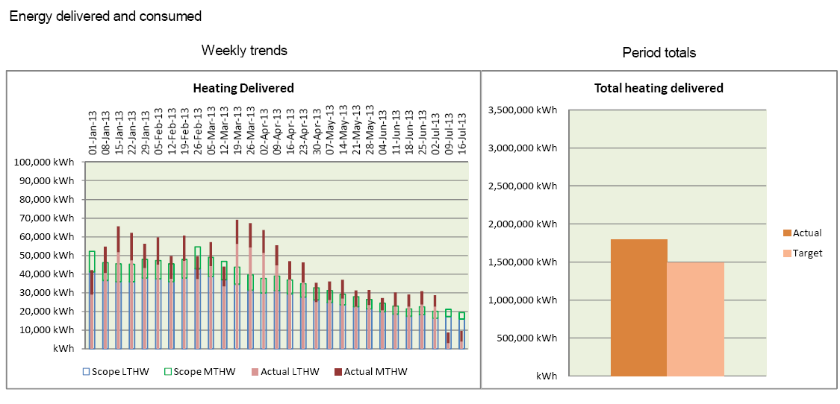 Energy delivered and consumed
Weekly trends
Period totals
Heating Delivered
01-Jan-13
08-Jan-13
15-Jan-13
22-Jan-13
29-Jan-13
05-Feb-13
12-Feb-13
19-Feb-13
26-Feb-13
05-Mar-13
12-Mar-13
19-Mar-13
26-Mar-13
02-Apr-13
09-Apr-13
16-Apr-13
23-Apr-13
30-Apr-13
07-May-13
14-May-13
21-May-13
28-May-13
04-Jun-13
11-Jun-13
18-Jun-13
25-Jun-13
02-Jul-13
09-Jul-13
16-Jul-13
100,000 kWh
90,000 kWh
80,000 kWh
70,000 kWh
60,000 kWh
50,000 kWh
40,000 kWh
30,000 kWh
20,000 kWh
10,000 kWh
kWh
Scope LTHW Scope MTHW Actual LTHW Actual MTHW
Total heating delivered
3,500,000 kWh
3,000,000 kWh
2,500,000 kWh
2,000,000 kWh
1,500,000 kWh
1,000,000 kWh
500,000 kWh
kWh
Actual
Target